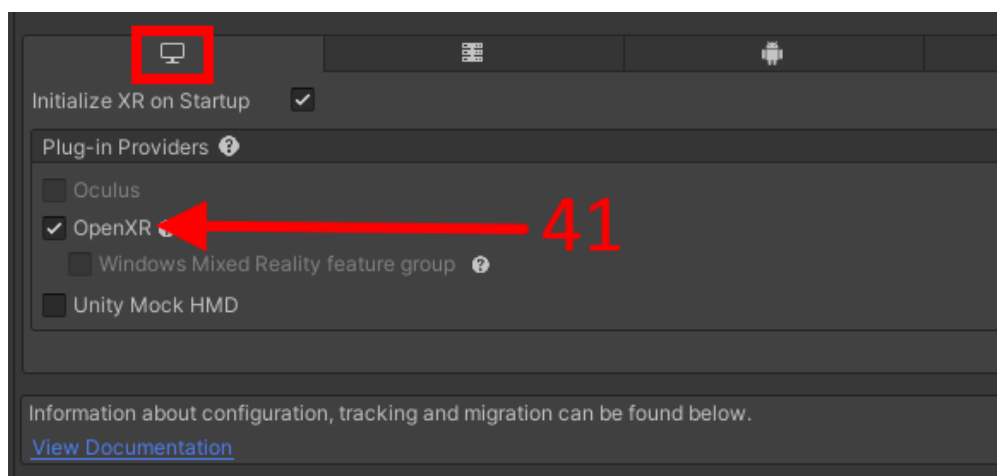 Initialize XR on Startup
Plug-in Providers ?
Oculus
OpenXR
41
Windows Mixed Reality feature group ?
Unity Mock HMD
Information about configuration, tracking and migration can be found below.
View Documentation